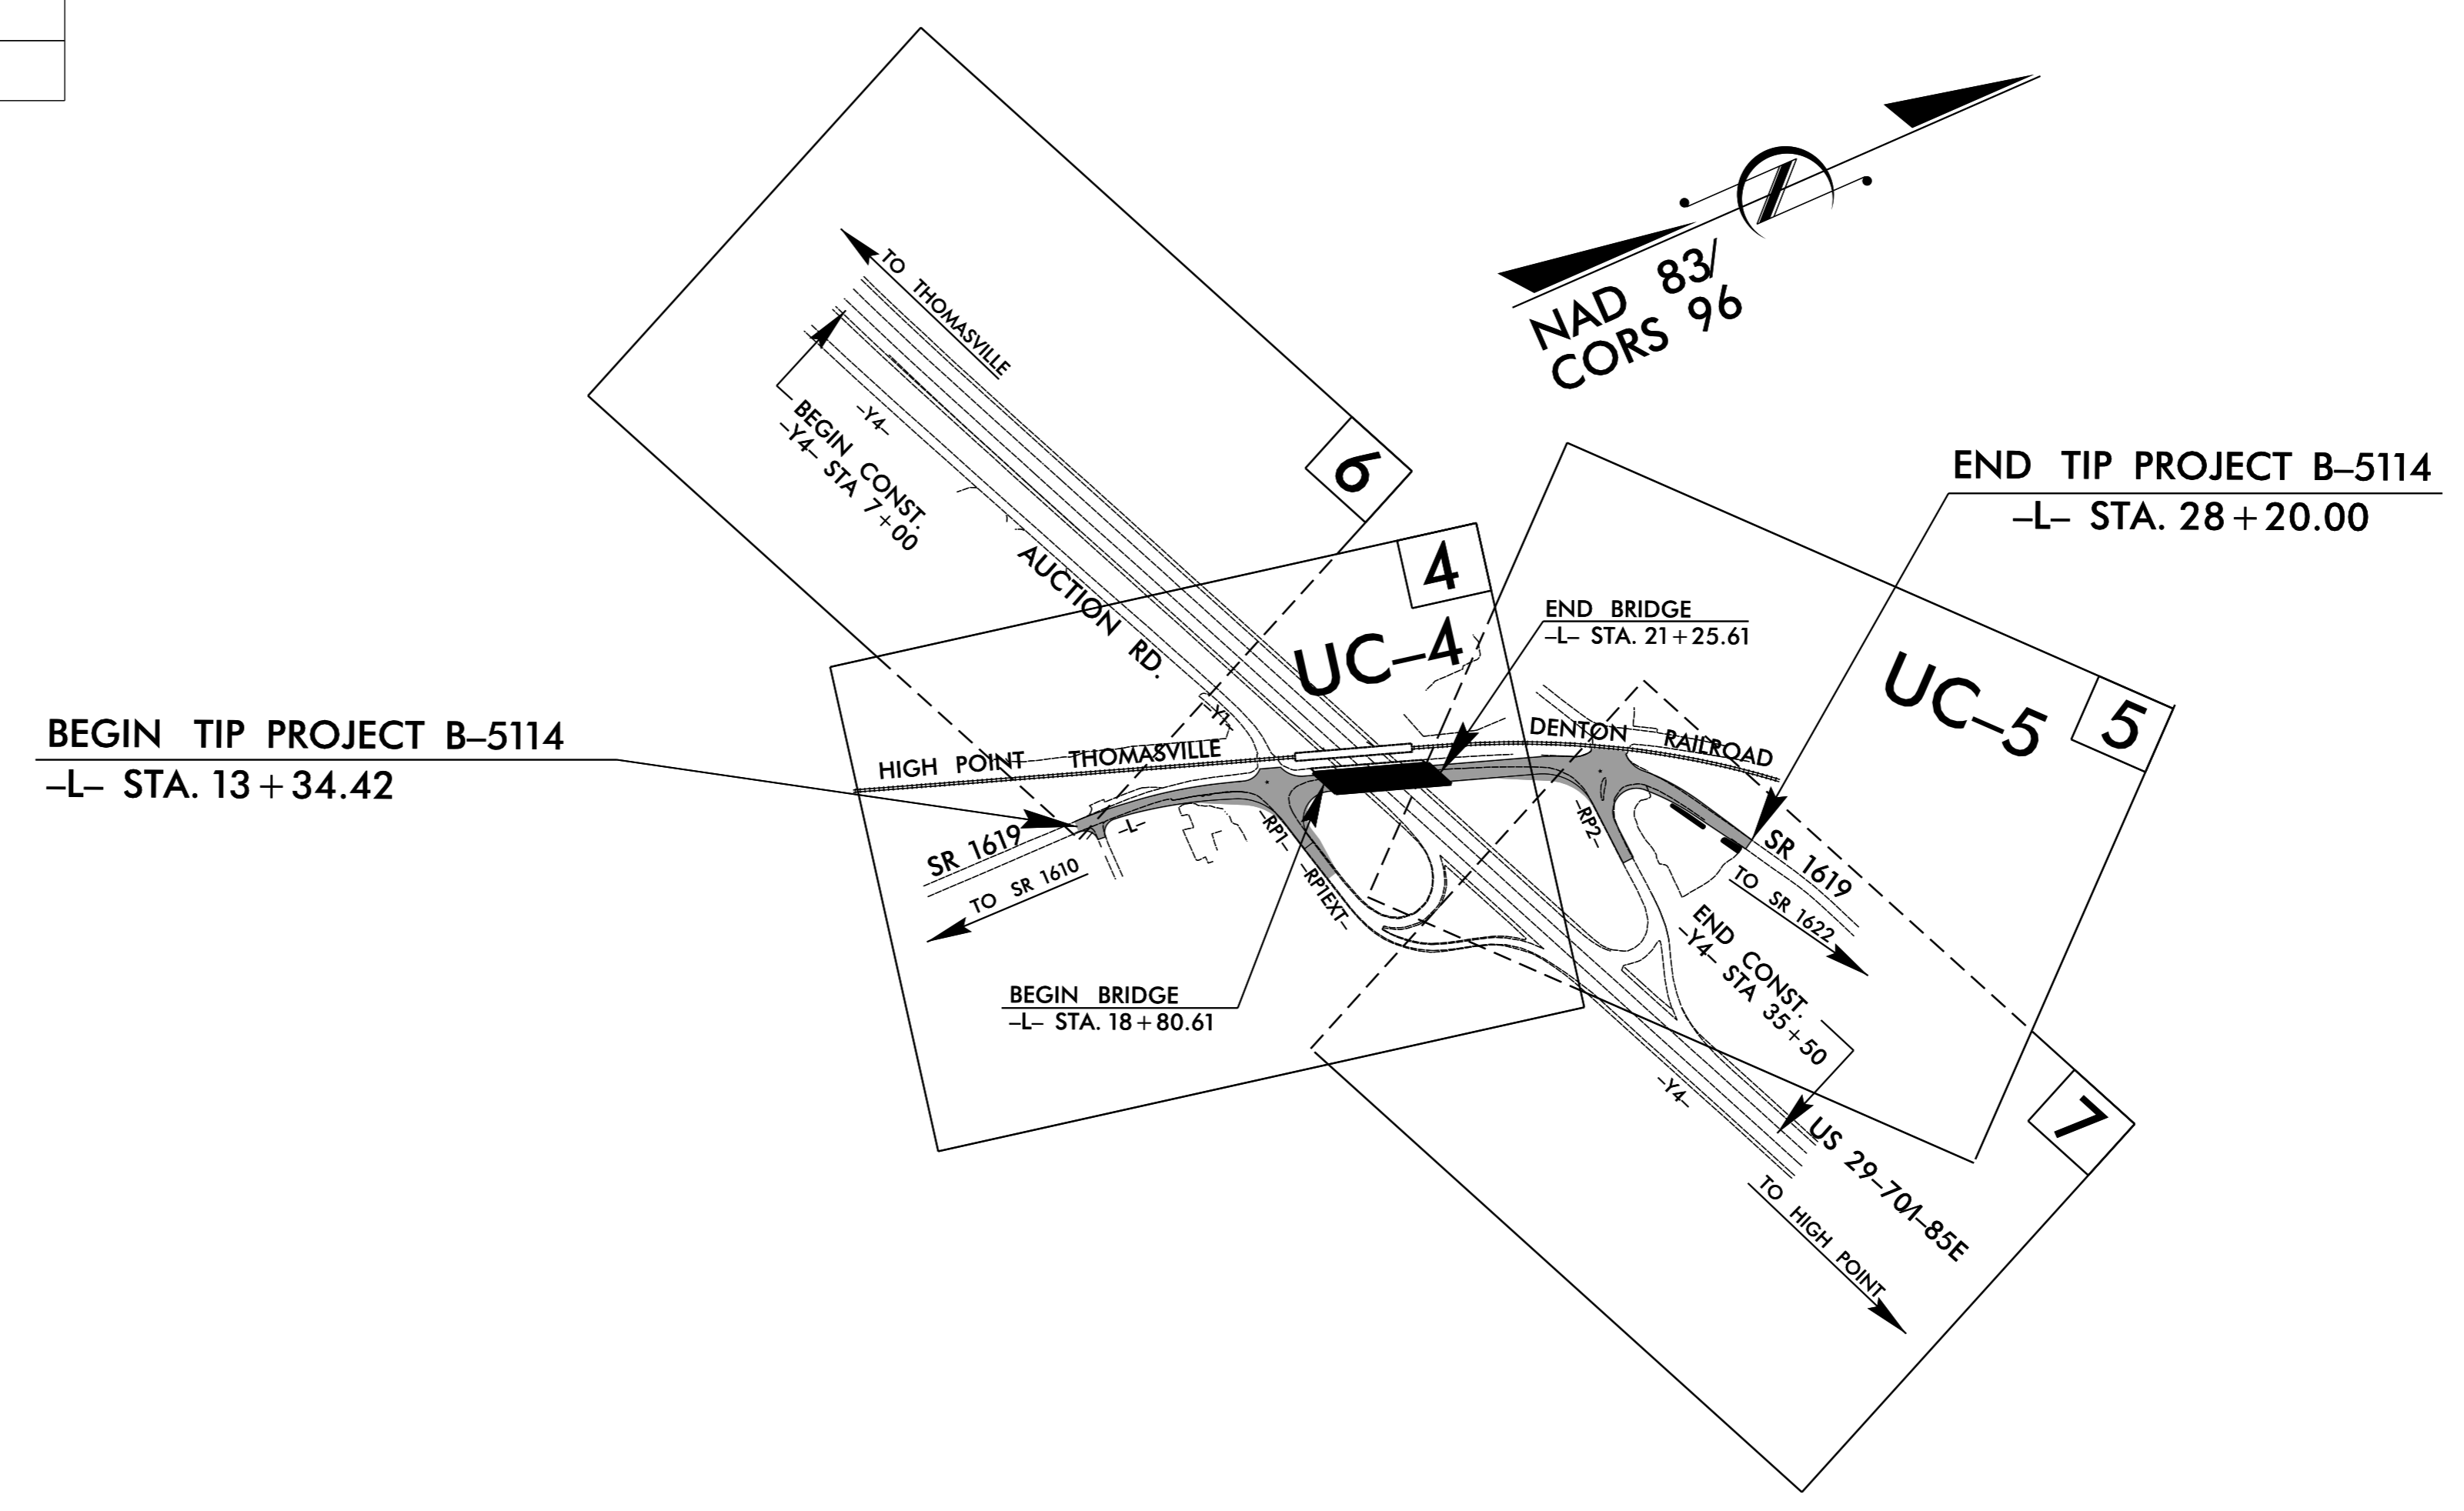 NAD 83/
CORS 96
TO THOMASVILLE
-Y4-
BEGIN CONST.
-Y4- STA 7+00
6
AUCTION RD.
4
UC-4
END BRIDGE
-L- STA. 21+25.61
END TIP PROJECT B-5114
-L- STA. 28+20.00
UC-5
5
BEGIN TIP PROJECT B-5114
-L- STA. 13+34.42
-Y1-
HIGH POINT THOMASVILLE DENTON RAILROAD
SR 1619
TO SR 1610
-L-
-RP1-
-RP1EXT-
-RP2-
SR 1619
TO SR 1622
BEGIN BRIDGE
-L- STA. 18+80.61
END CONST.
-Y4- STA 35+50
-Y4-
7
TO HIGH POINT